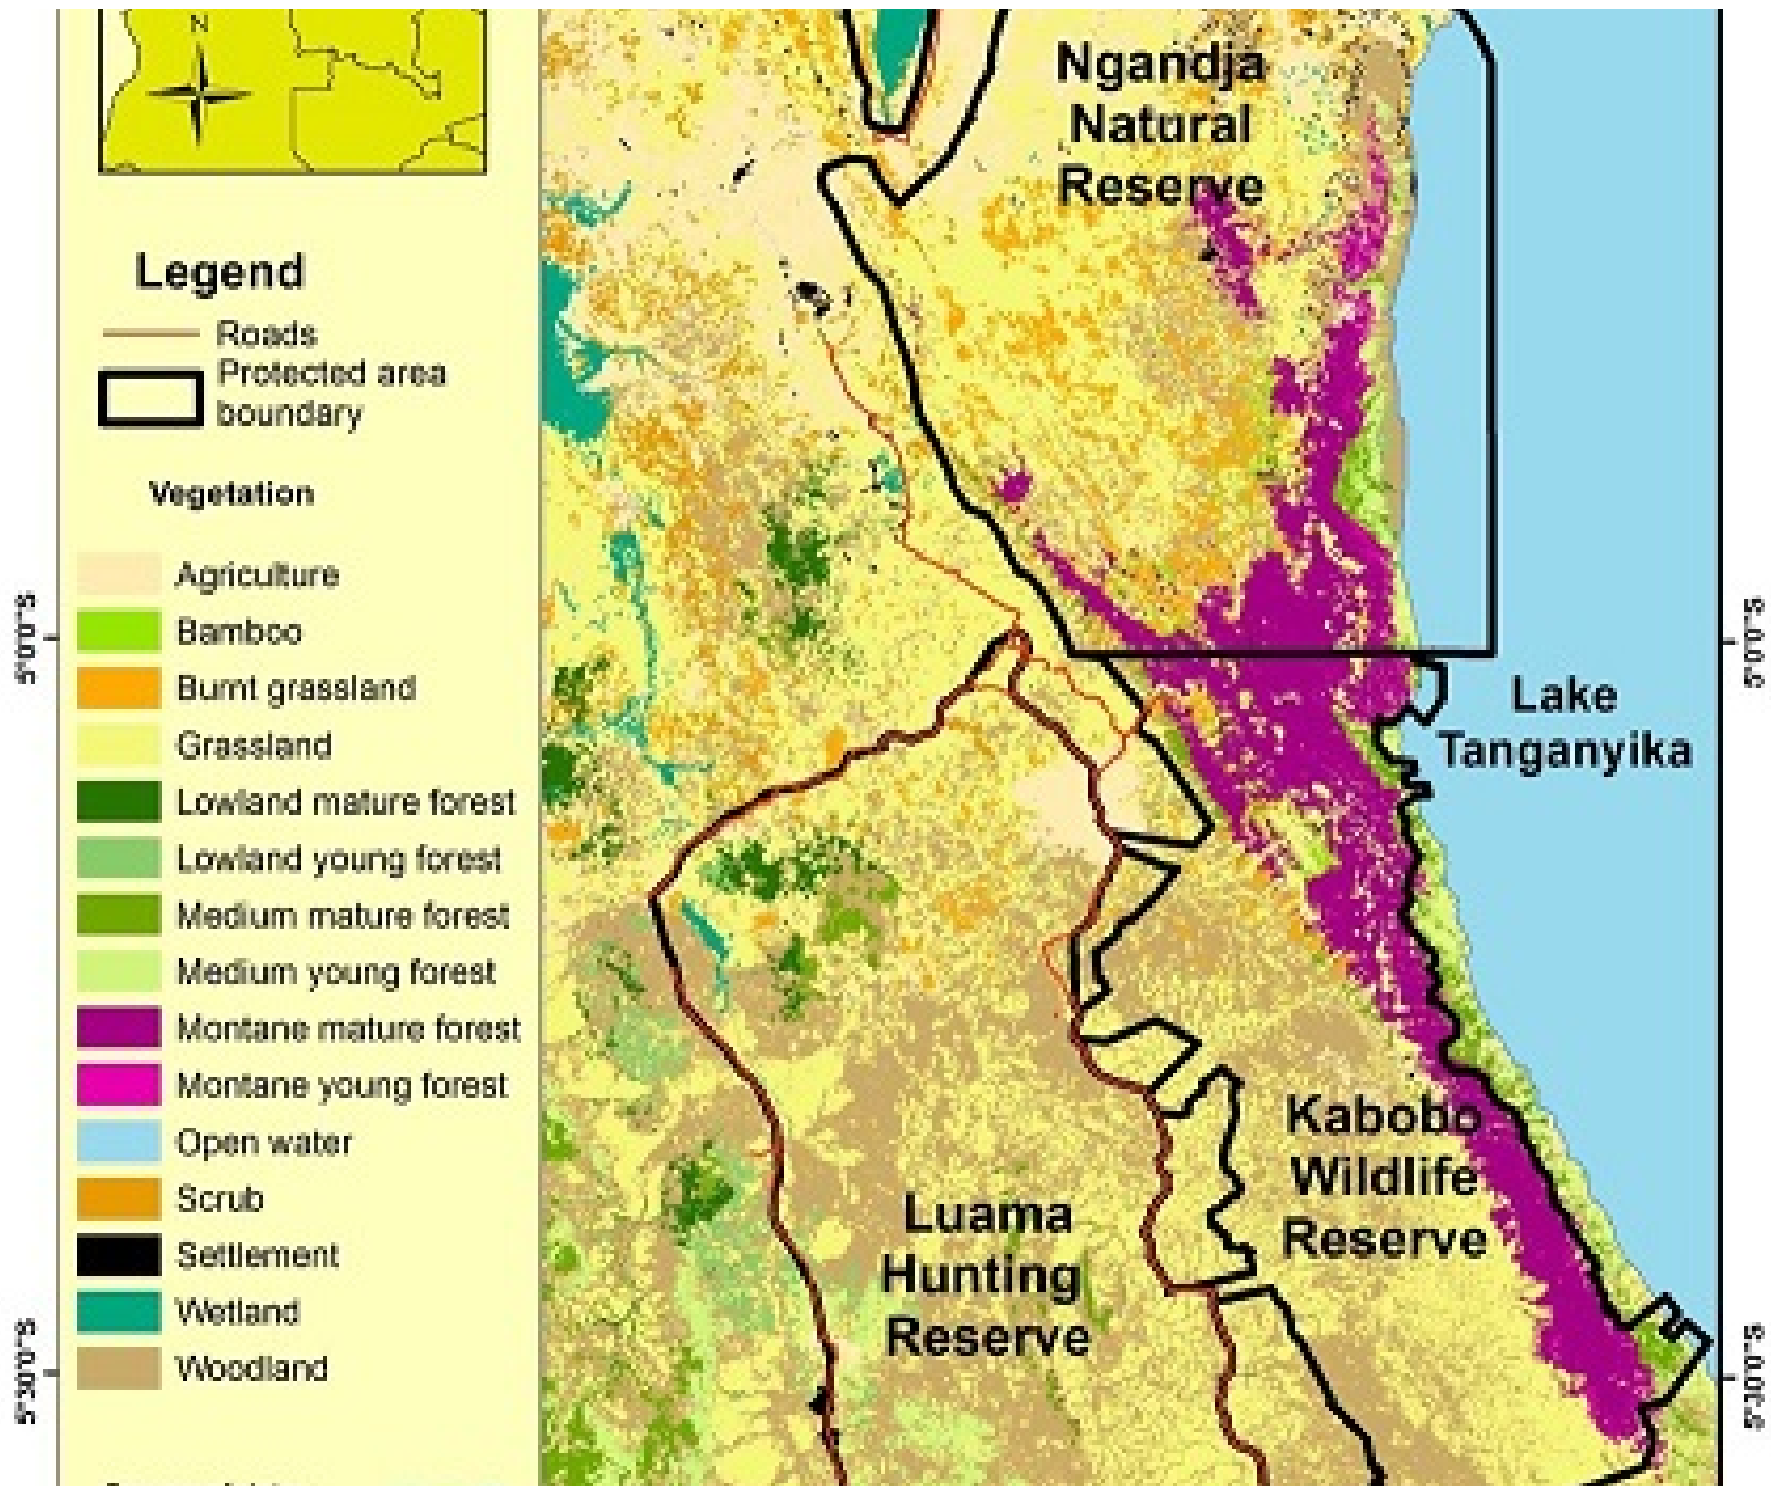 N
Legend
Roads
Protected area
boundary
Vegetation
Agriculture
Bamboo
Burnt grassland
Grassland
Lowland mature forest
Lowland young forest
Medium mature forest
Medium young forest
Montane mature forest
Montane young forest
Open water
Scrub
Settlement
Wetland
Woodland
5°0'0"S
5°30'0"S
Ngandja
Natural
Reserve
Lake
Tanganyika
Kabobo
Wildlife
Reserve
Luama
Hunting
Reserve
5°0'0"S
5°30'0"S